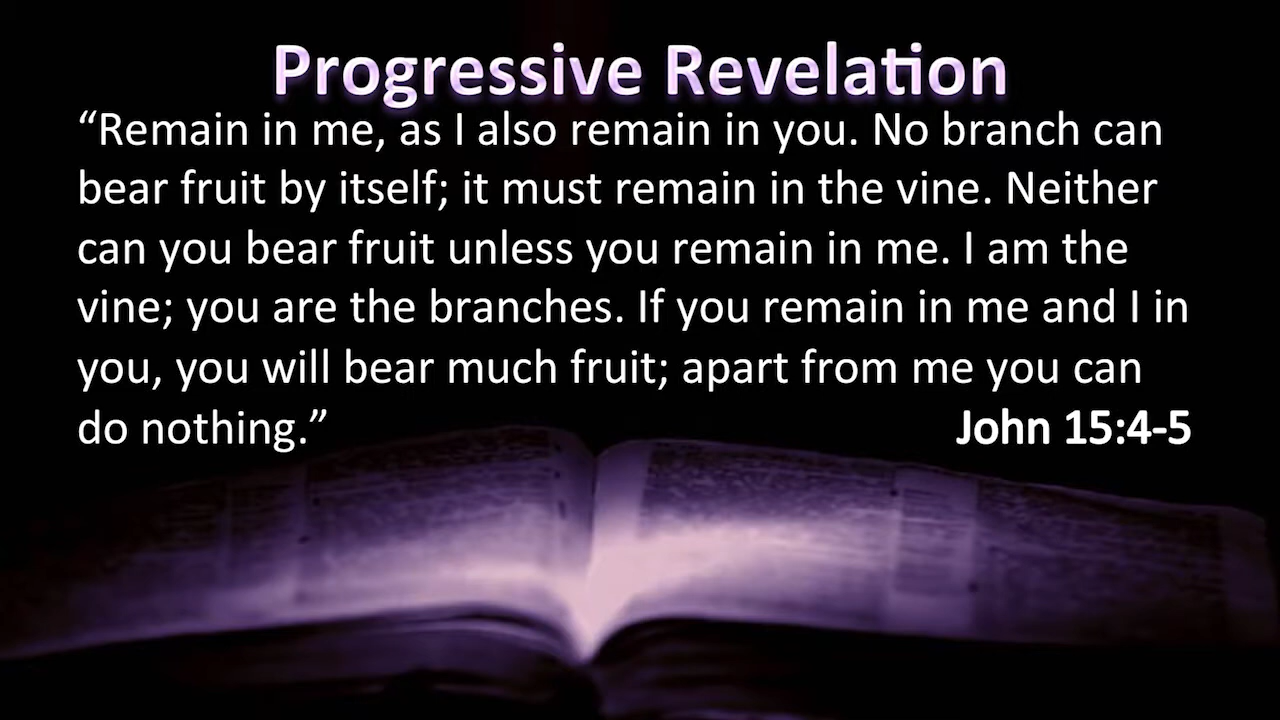 Progressive Revelation
“Remain in me, as I also remain in you. No branch can
bear fruit by itself; it must remain in the vine. Neither
can you bear fruit unless you remain in me. I am the
vine; you are the branches. If you remain in me and I in
you, you will bear much fruit; apart from me you can
do nothing.” John 15:4-5